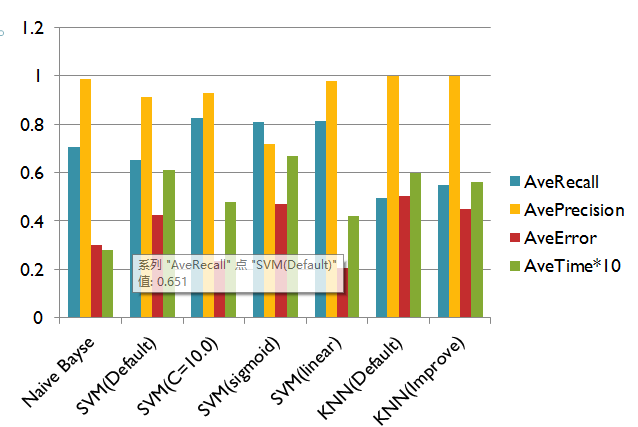 1.2
1
0.8
0.6
0.4
0.2
0
系列 "AveRecall" 点 "SVM(Default)"
值: 0.651
Naive Bayse
SVM(Default)
SVM(C=10.0)
SVM(sigmoid)
SVM(linear)
KNN(Default)
KNN(Improve)
AveRecall
AvePrecision
AveError
AveTime*10